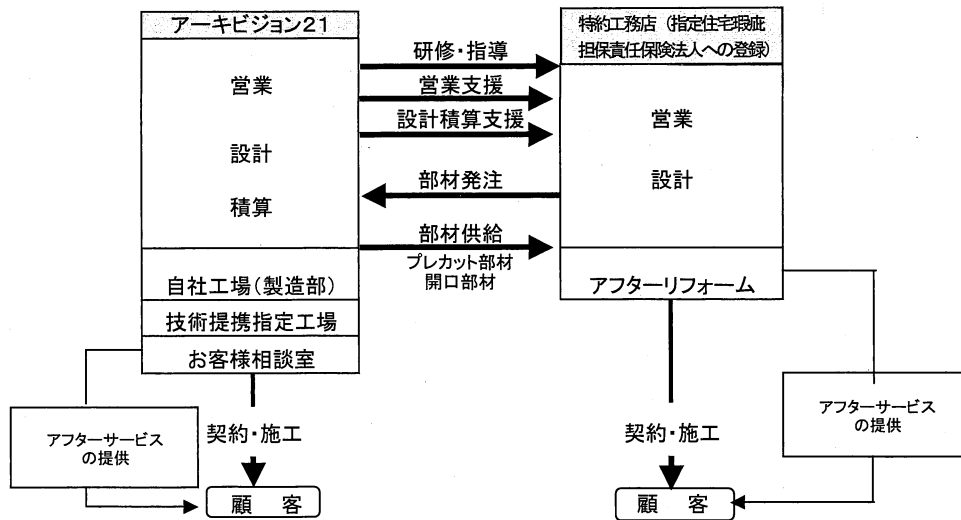 アーキビジョン21
営業
設計
積算
自社工場(製造部)
技術提携指定工場
お客様相談室
研修・指導
営業支援
設計積算支援
部材発注
部材供給
プレカット部材
開口部材
特約工務店(指定住宅瑕疵
担保責任保険法人への登録)
営業
設計
アフターリフォーム
アフターサービス
の提供
契約・施工
顧 客
契約・施工
顧 客
アフターサービス
の提供